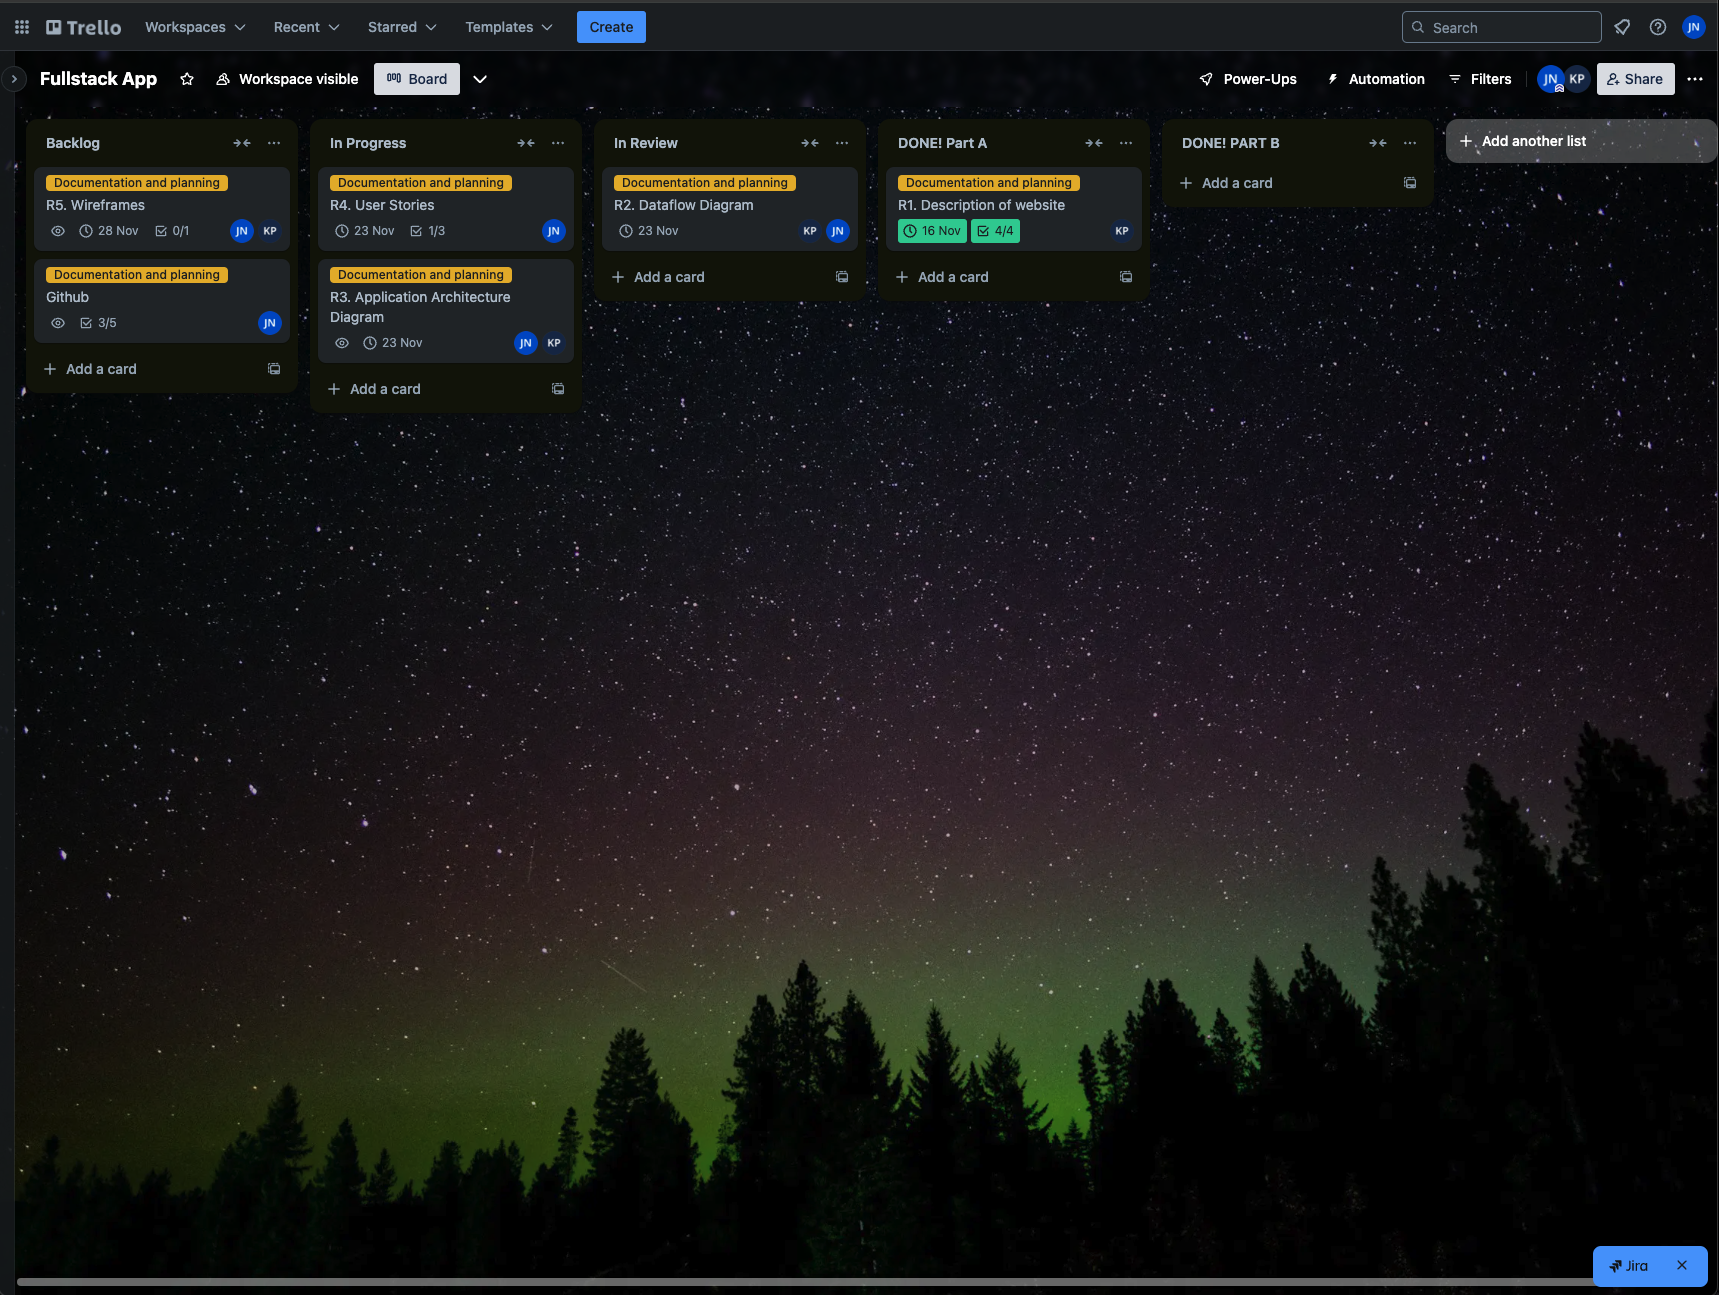 Trello
Workspaces
Recent
Starred
Templates
Create
Search
JN
Fullstack App
Workspace visible
Board
Power-Ups
Automation
Filters
JN
KP
Share
Backlog
Documentation and planning
R5. Wireframes
28 Nov 0/1 JN KP
Documentation and planning
Github
3/5 JN
Add a card
In Progress
Documentation and planning
R4. User Stories
23 Nov 1/3 JN
Documentation and planning
R3. Application Architecture
Diagram
23 Nov JN KP
Add a card
In Review
Documentation and planning
R2. Dataflow Diagram
23 Nov KP JN
Add a card
DONE! Part A
Documentation and planning
R1. Description of website
16 Nov 4/4 KP
Add a card
DONE! PART B
Add a card
Add another list
Jira